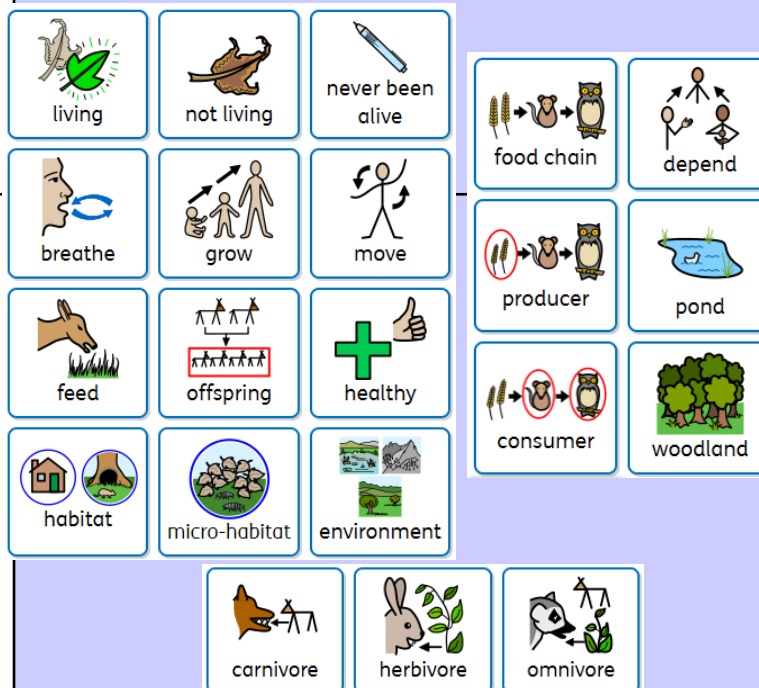 living
not living
never been
alive
breathe
grow
move
feed
offspring
healthy
habitat
micro-habitat
environment
food chain
depend
producer
pond
consumer
woodland
carnivore
herbivore
omnivore